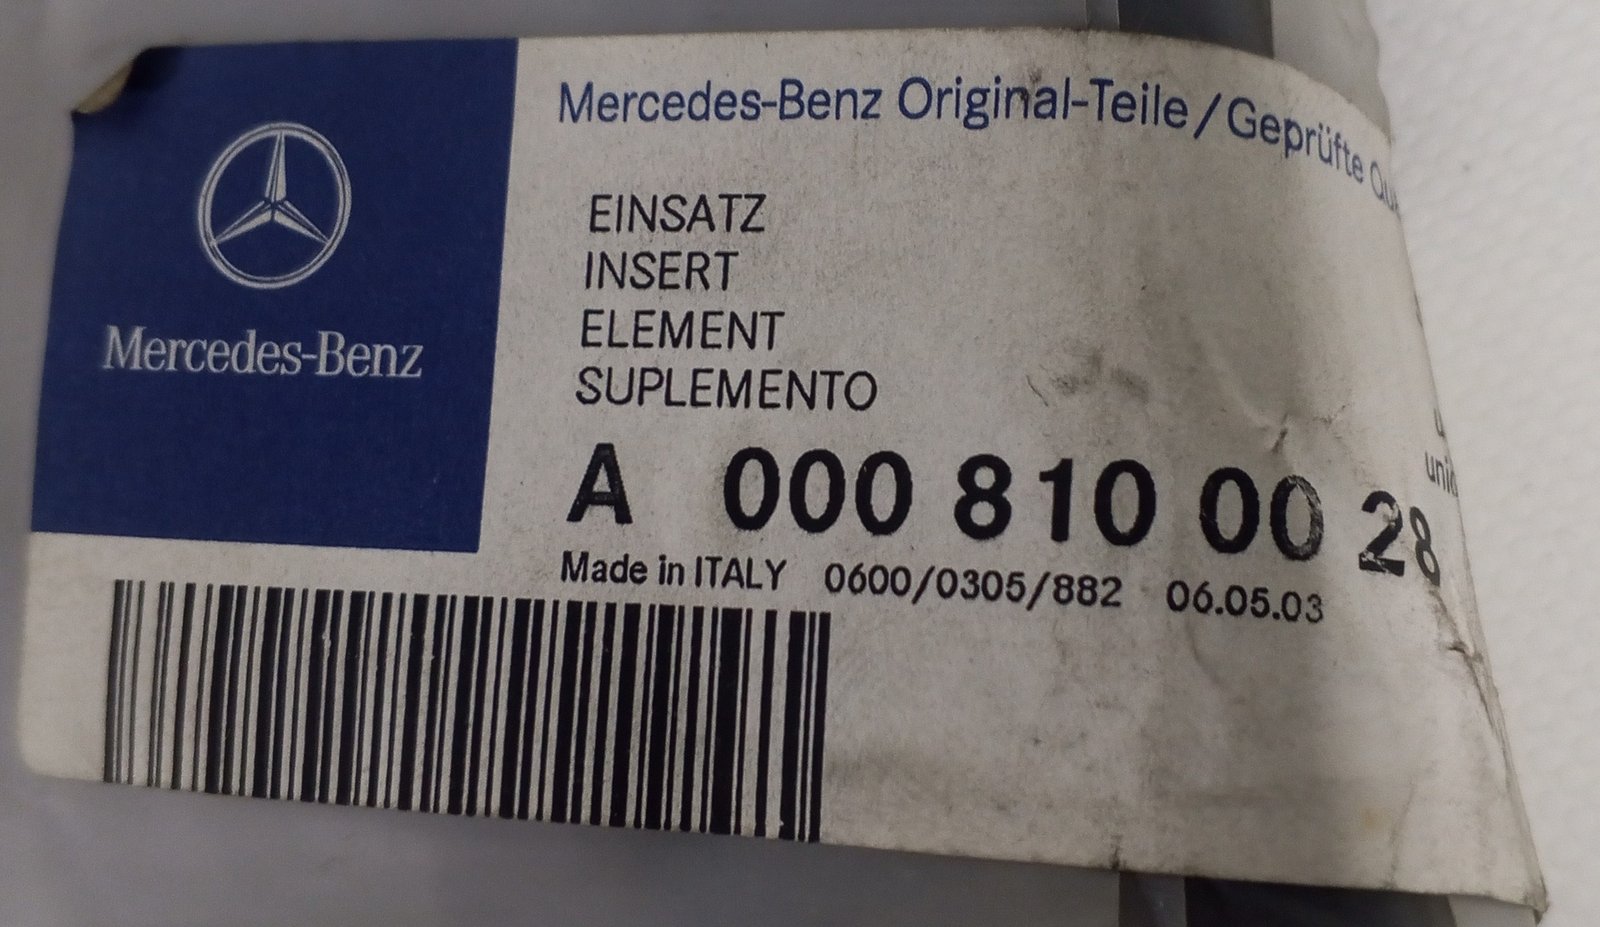 Mercedes-Benz
Mercedes-Benz Original-Teile/Geprüfte
EINSATZ
INSERT
ELEMENT
SUPLEMENTO
A 000 810 00 28
Made in ITALY 0600/0305/882 06.05.03